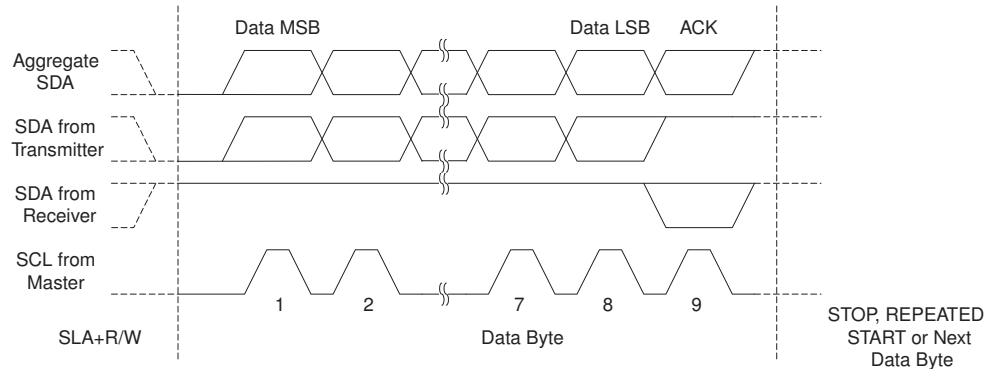 Data MSB
Data LSB
ACK
Aggregate
SDA
SDA from
Transmitter
SDA from
Receiver
SCL from
Master
1
2
7
8
9
SLA+R/W
Data Byte
STOP, REPEATED
START or Next
Data Byte